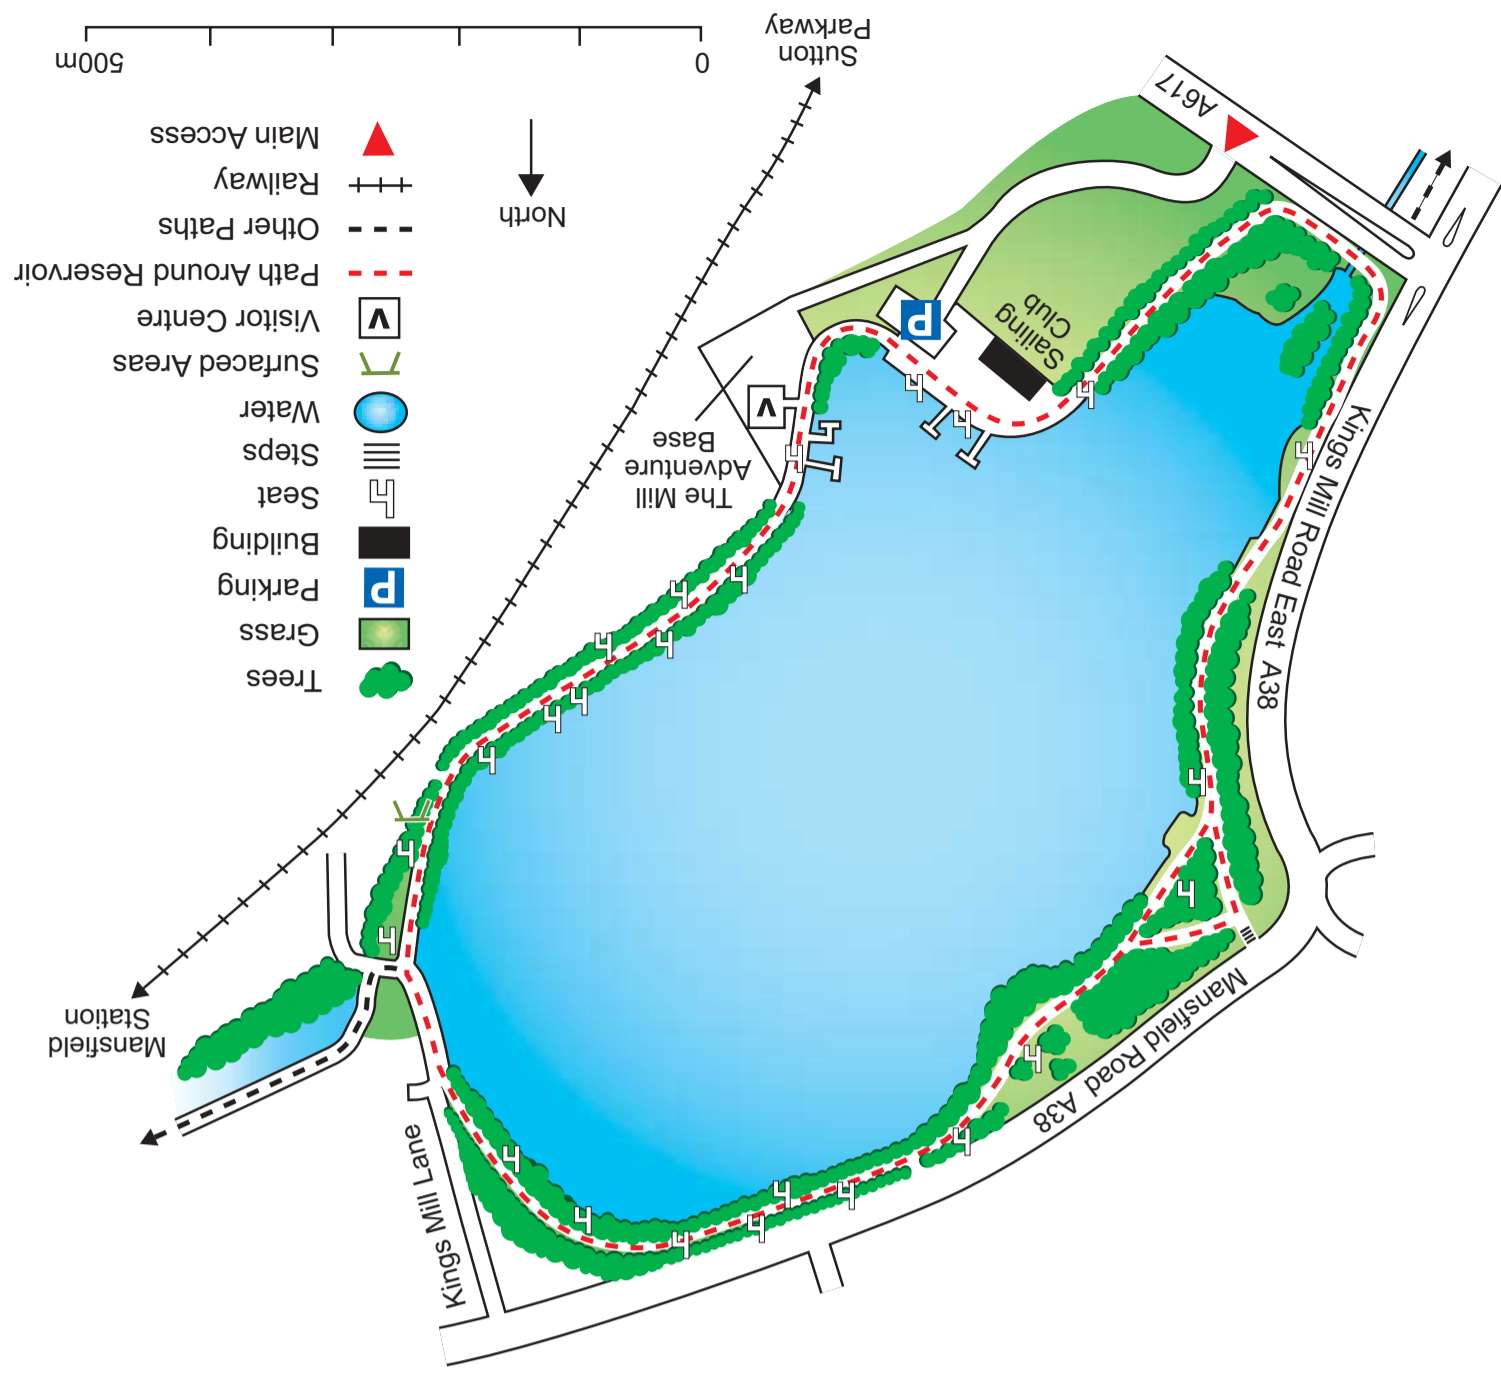 Kings Mill Lane
Mansfield Road A38
Mansfield
Station
Kings Mill Road East A38
Trees
Grass
P Parking
Building
Seat
Steps
Water
Surfaced Areas
V Visitor Centre
Path Around Reservoir
Other Paths
Railway
Main Access
The Mill
Adventure
Base
V
Sailing
Club
P
North
A617
Sutton
Parkway
0
500m